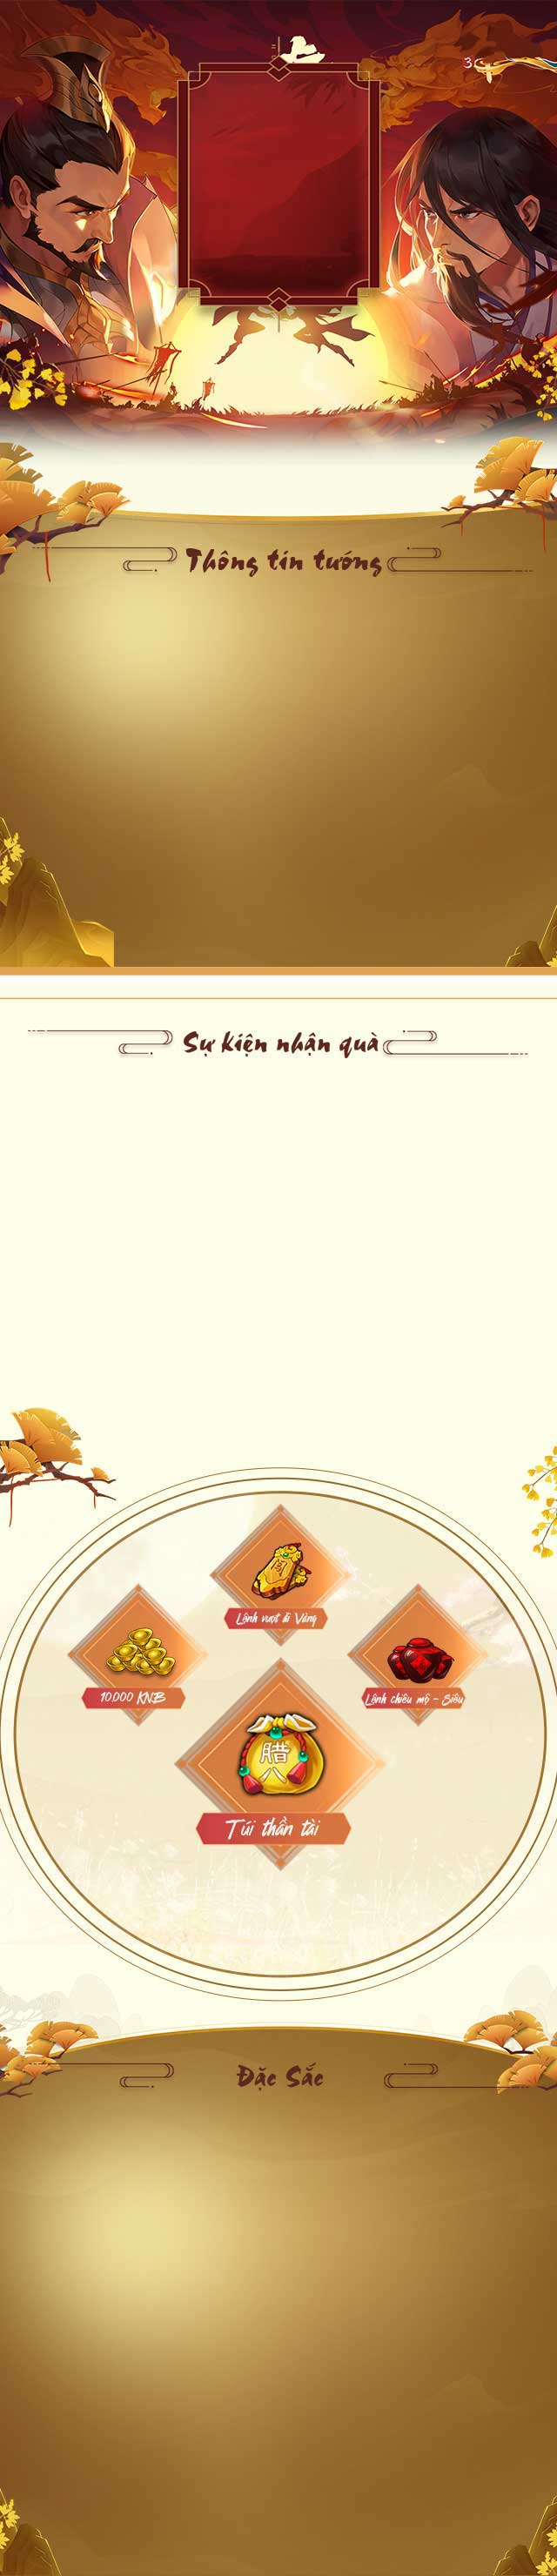 Thông tin tướng
Sự kiện nhận quà
Lệnh vượt ải Vàng
10.000 KNB
Lệnh chiêu mộ - Siêu
腊
八
Túi thần tài
Đặc Sắc